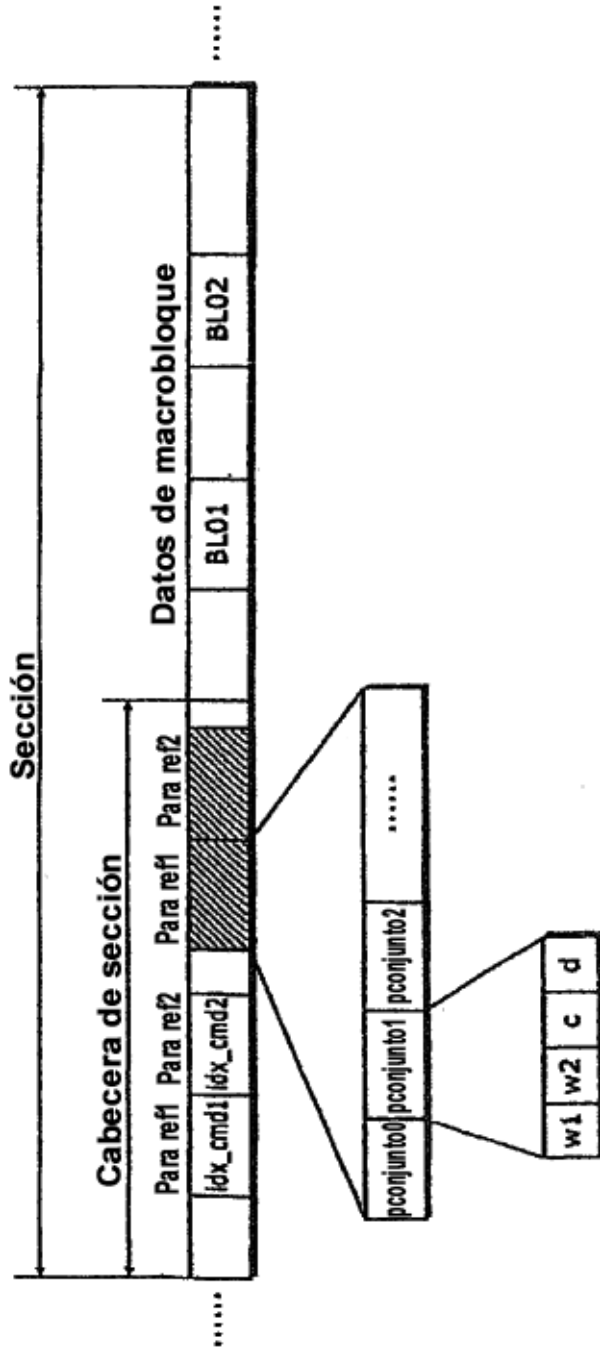 Sección
Cabecera de sección
Datos de macrobloque
Para ref1 Para ref2 Para ref1 Para ref2
...... idx_cmd1 idx_cmd2 BL01 BL02 ......
pconjunto0 pconjunto1 pconjunto2 ......
w1 w2 c d